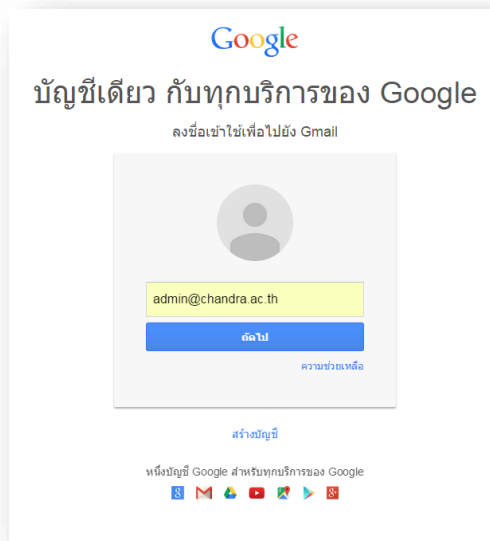 Google
บัญชีเดียว กับทุกบริการของ Google
ลงชื่อเข้าใช้เพื่อไปยัง Gmail
admin@chandra.ac.th
ถัดไป
ความช่วยเหลือ
สร้างบัญชี
หนึ่งบัญชี Google สำหรับทุกบริการของ Google